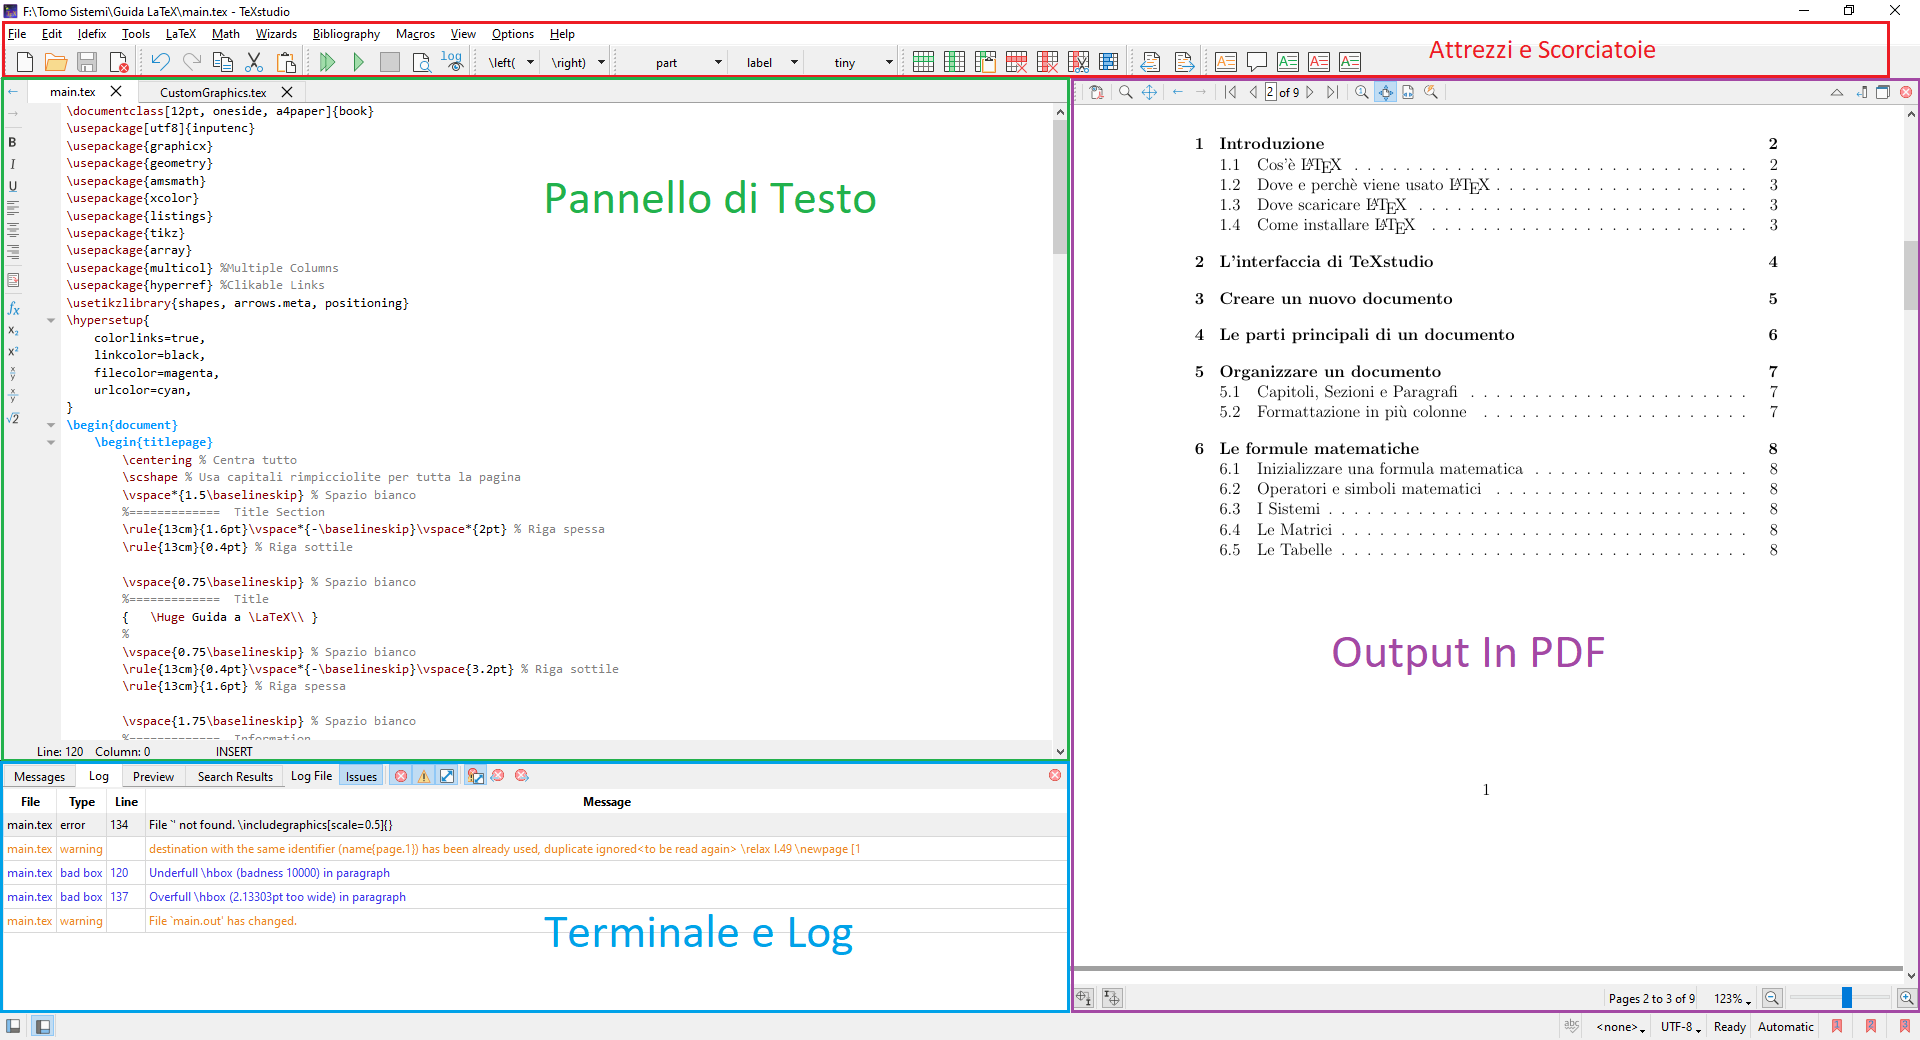 F:\Tomo Sistemi\Guida LaTeX\main.tex - TeXstudio
File Edit Idefix Tools LaTeX Math Wizards Bibliography Macros View Options Help
log \left( \right) part label tiny
Attrezzi e Scorciatoie
main.tex CustomGraphics.tex
\documentclass[12pt, oneside, a4paper]{book}
\usepackage[utf8]{inputenc}
\usepackage{graphicx}
\usepackage{geometry}
\usepackage{amsmath}
\usepackage{xcolor}
\usepackage{listings}
\usepackage{tikz}
\usepackage{array}
\usepackage{multicol} %Multiple Columns
\usepackage{hyperref} %Clikable Links
\usetikzlibrary{shapes, arrows.meta, positioning}
\hypersetup{
colorlinks=true,
linkcolor=black,
filecolor=magenta,
urlcolor=cyan,
}
\begin{document}
\begin{titlepage}
\centering % Centra tutto
\scshape % Usa capitali rimpicciolite per tutta la pagina
\vspace*{1.5\baselineskip} % Spazio bianco
%============= Title Section
\rule{13cm}{1.6pt}\vspace*{-\baselineskip}\vspace*{2pt} % Riga spessa
\rule{13cm}{0.4pt} % Riga sottile
\vspace{0.75\baselineskip} % Spazio bianco
%============= Title
{ \Huge Guida a \LaTeX\\ }
%
\vspace{0.75\baselineskip} % Spazio bianco
\rule{13cm}{0.4pt}\vspace*{-\baselineskip}\vspace{3.2pt} % Riga sottile
\rule{13cm}{1.6pt} % Riga spessa
\vspace{1.75\baselineskip} % Spazio bianco
%============= Information
Pannello di Testo
B
I
U
fx
x₂
x²
x/y
x/y
√2
Line: 120 Column: 0 INSERT
Messages Log Preview Search Results Log File Issues
File Type Line Message
main.tex error 134 File `' not found. \includegraphics[scale=0.5]{}
main.tex warning destination with the same identifier (name{page.1}) has been already used, duplicate ignored<to be read again> \relax l.49 \newpage [1
main.tex bad box 120 Underfull \hbox (badness 10000) in paragraph
main.tex bad box 137 Overfull \hbox (2.13303pt too wide) in paragraph
main.tex warning File `main.out' has changed.
Terminale e Log
2 of 9
1 Introduzione 2
1.1 Cos'è LATEX . . . . . . . . . . . . . . . . . . . . . . . . . . . . . . 2
1.2 Dove e perchè viene usato LATEX . . . . . . . . . . . . . . . . . . . . 3
1.3 Dove scaricare LATEX . . . . . . . . . . . . . . . . . . . . . . . . . . 3
1.4 Come installare LATEX . . . . . . . . . . . . . . . . . . . . . . . . . 3
2 L'interfaccia di TeXstudio 4
3 Creare un nuovo documento 5
4 Le parti principali di un documento 6
5 Organizzare un documento 7
5.1 Capitoli, Sezioni e Paragrafi . . . . . . . . . . . . . . . . . . . . . . 7
5.2 Formattazione in più colonne . . . . . . . . . . . . . . . . . . . . . 7
6 Le formule matematiche 8
6.1 Inizializzare una formula matematica . . . . . . . . . . . . . . . . . 8
6.2 Operatori e simboli matematici . . . . . . . . . . . . . . . . . . . . 8
6.3 I Sistemi . . . . . . . . . . . . . . . . . . . . . . . . . . . . . . . . 8
6.4 Le Matrici . . . . . . . . . . . . . . . . . . . . . . . . . . . . . . . 8
6.5 Le Tabelle . . . . . . . . . . . . . . . . . . . . . . . . . . . . . . . 8
Output In PDF
1
Pages 2 to 3 of 9 123%
abc <none> UTF-8 Ready Automatic 1 2 3